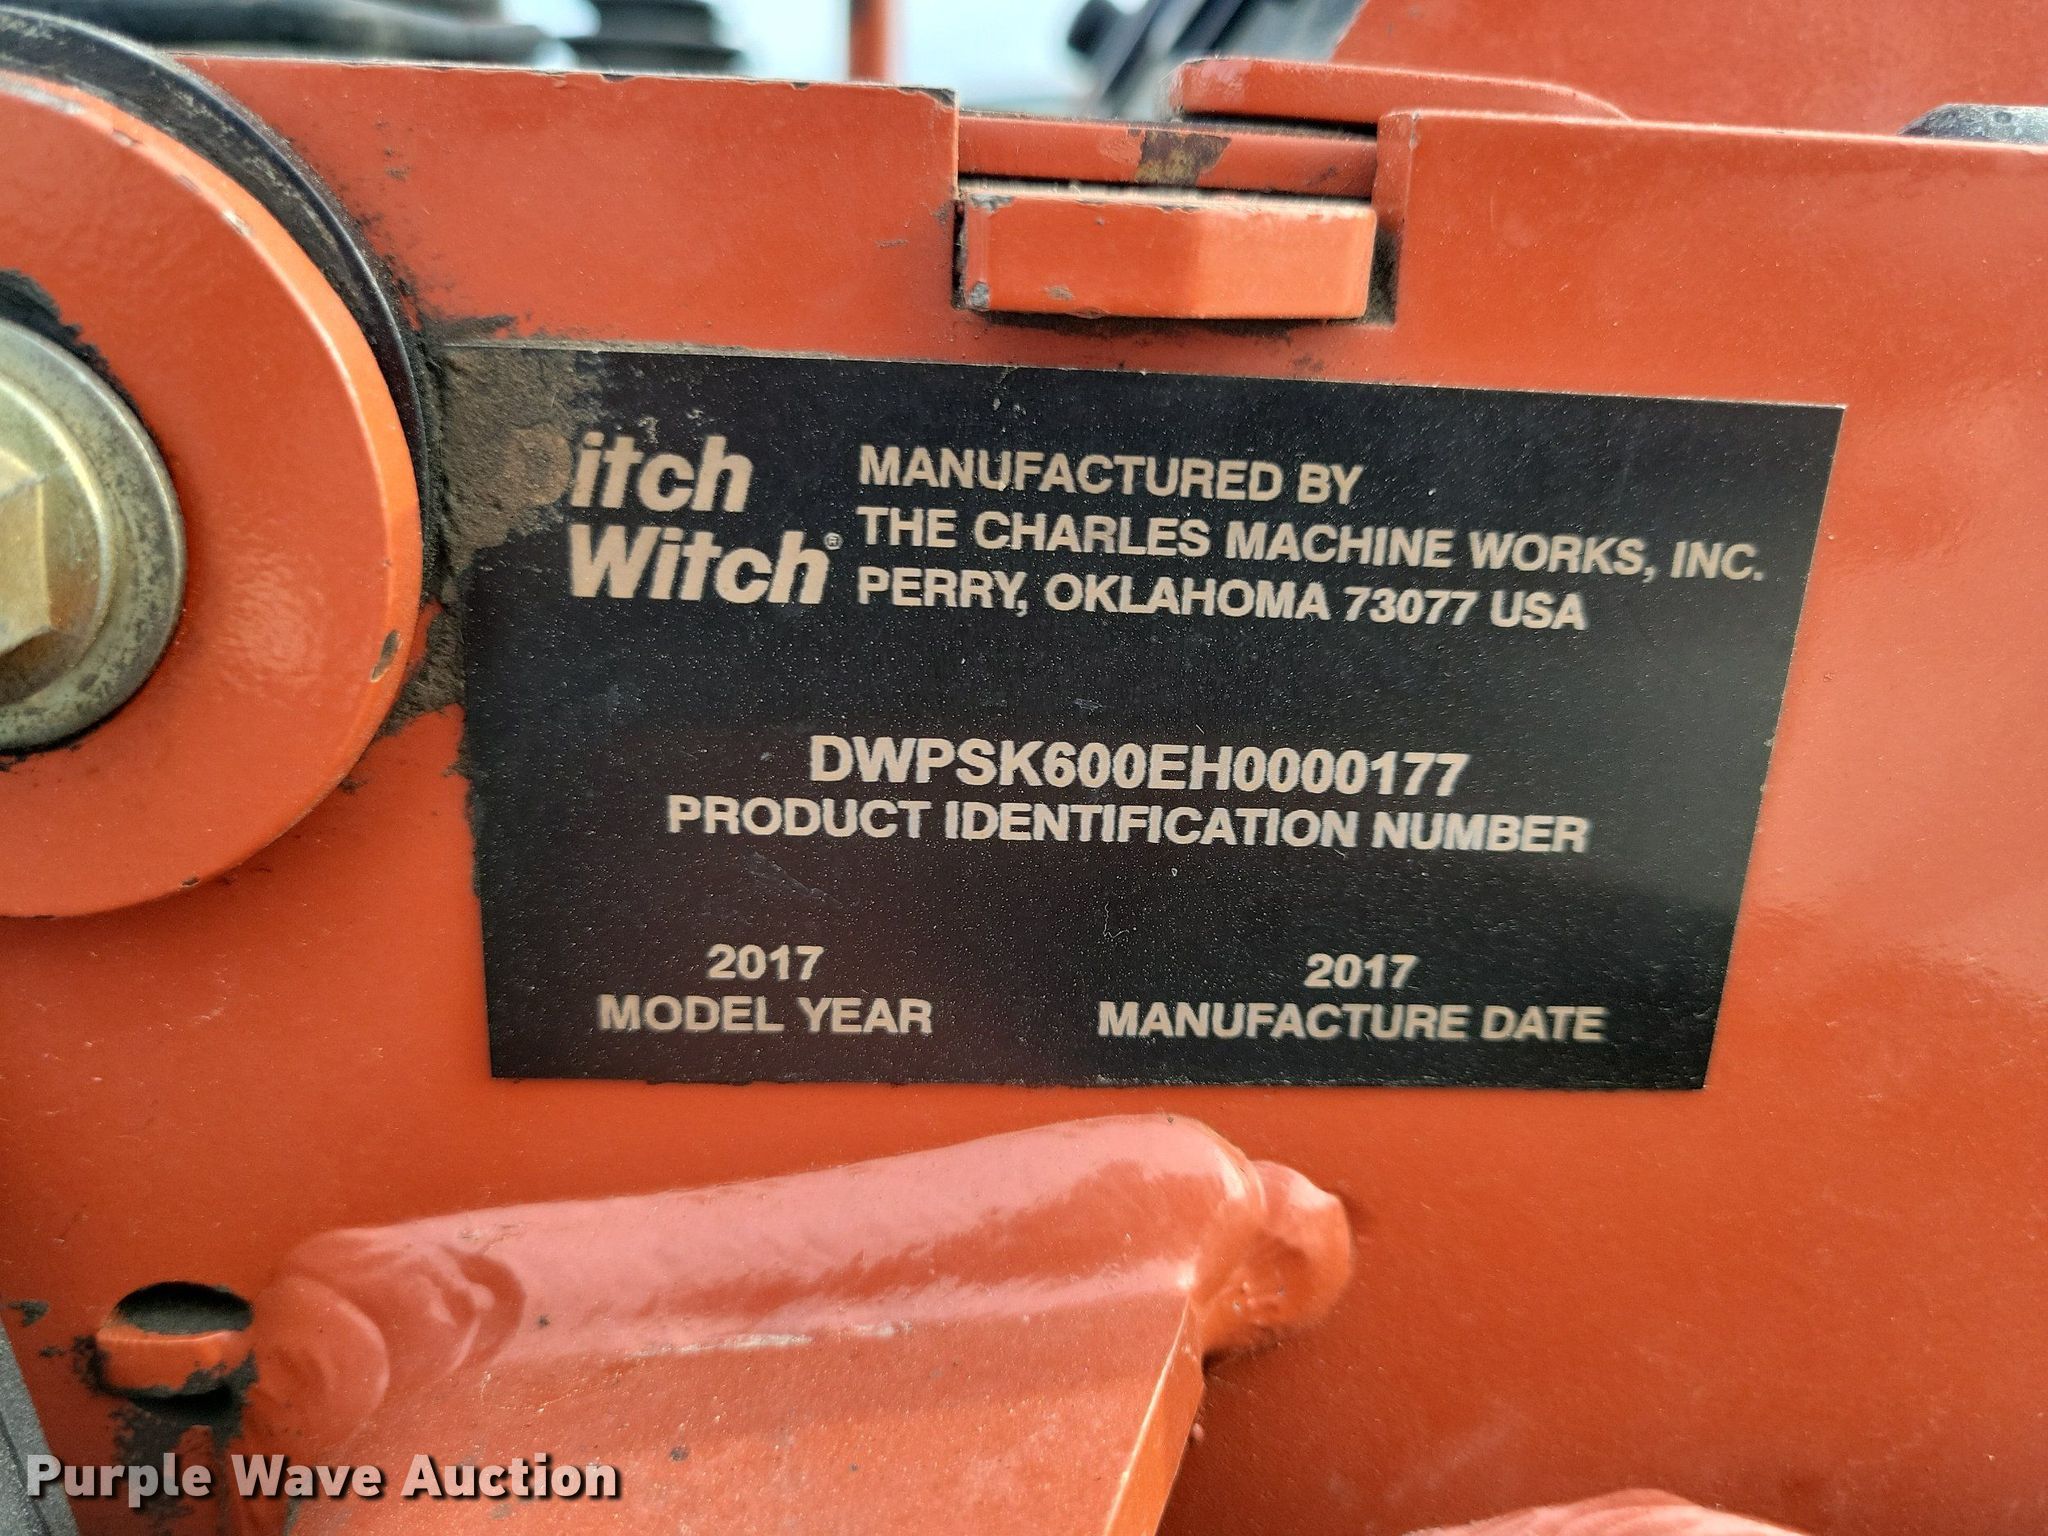 itch
Witch®
MANUFACTURED BY
THE CHARLES MACHINE WORKS, INC.
PERRY, OKLAHOMA 73077 USA
DWPSK600EH0000177
PRODUCT IDENTIFICATION NUMBER
2017
MODEL YEAR
2017
MANUFACTURE DATE
Purple Wave Auction